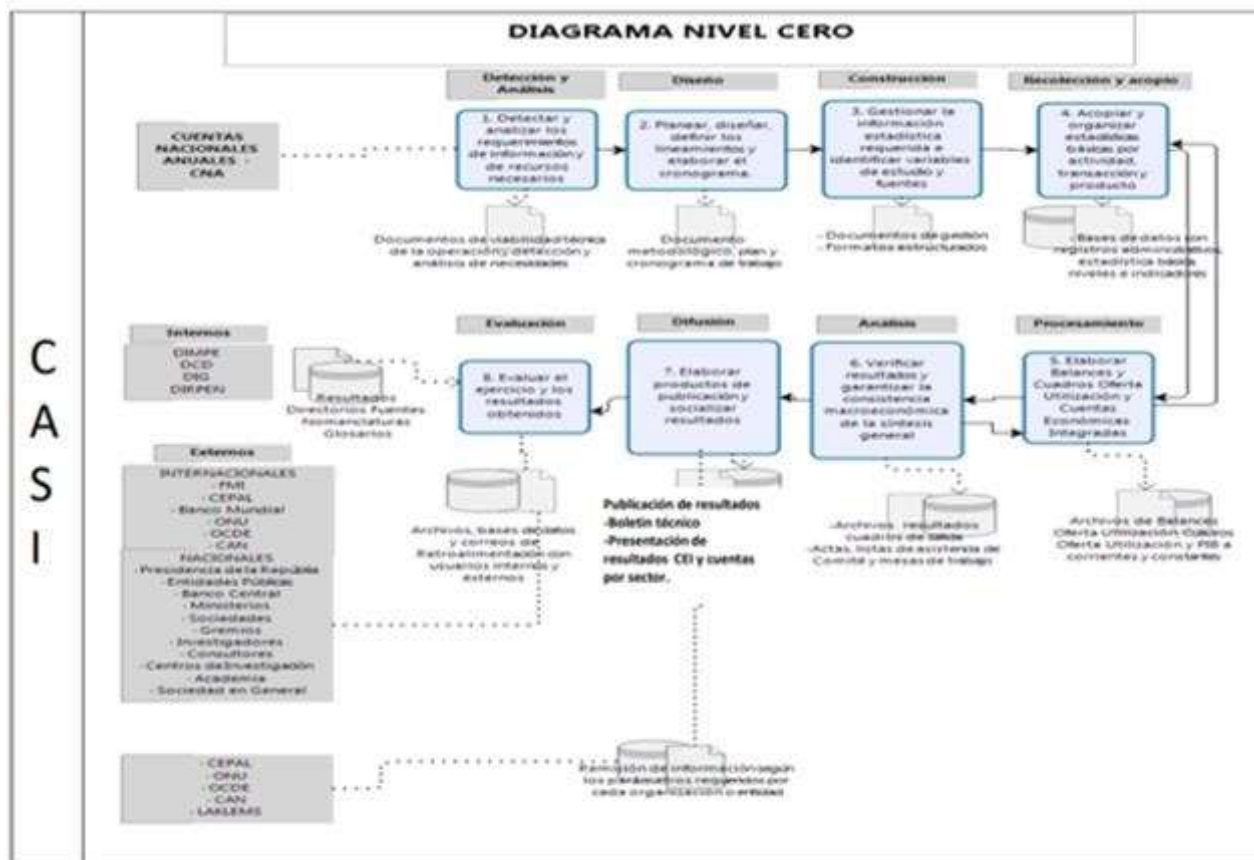 DIAGRAMA NIVEL CERO
C
A
S
I
CUENTAS
NACIONALES
ANUALES -
CNA
Detección y
Análisis
1. Detectar y
analizar los
requerimientos
de información y
de recursos
necesarios
Documentos de viabilidad técnica
de la operación y detección y
análisis de necesidades
Diseño
2. Planear, diseñar,
definir los
lineamientos y
elaborar el
cronograma.
Documento
metodológico, plan y
cronograma de trabajo
Construcción
3. Gestionar la
información
estadística
requerida e
identificar variables
de estudio y
fuentes
- Documentos de gestión
- Formatos estructurados
Recolección y acopio
4. Acopiar y
organizar
estadísticas
básicas por
actividad,
transacción y
producto
- Bases de datos con
registros administrativos,
estadística básica
niveles e indicadores
Procesamiento
5. Elaborar
Balances y
Cuadros Oferta
Utilización y
Cuentas
Económicas
Integradas
Archivos de Balances
Oferta Utilización, Cuadros
Oferta Utilización y PIB a
corrientes y constantes
Análisis
6. Verificar
resultados y
garantizar la
consistencia
macroeconómica
de la síntesis
general
-Archivos resultados
cuadro de salida
- Actas, listas de asistencia de
Comité y mesas de trabajo
Difusión
7. Elaborar
productos de
publicación y
socializar
resultados
Publicación de resultados
-Boletin técnico
-Presentación de
resultados CEI y cuentas
por sector.
Evaluación
8. Evaluar el
ejercicio y los
resultados
obtenidos
Archivos, bases de datos
y correos de
Retroalimentación con
usuarios internos y
externos
Resultados
Directorios Fuentes
Nomenclaturas
Glosarios
Internos
DIMPE
DCD
DIG
DIRPEN
Externos
INTERNACIONALES
- FMI
- CEPAL
- Banco Mundial
- ONU
- OCDE
- CAN
NACIONALES
- Presidencia de la Repúbla
- Entidades Públicas
- Banco Central
- Ministerios
- Sociedades
- Gremios
- Investigadores
- Consultores
- Centros de Investigación
- Academia
- Sociedad en General
- CEPAL
- ONU
- OCDE
- CAN
- LAKLEMS
Remisión de información según
los parámetros requeridos por
cada organización o entidad